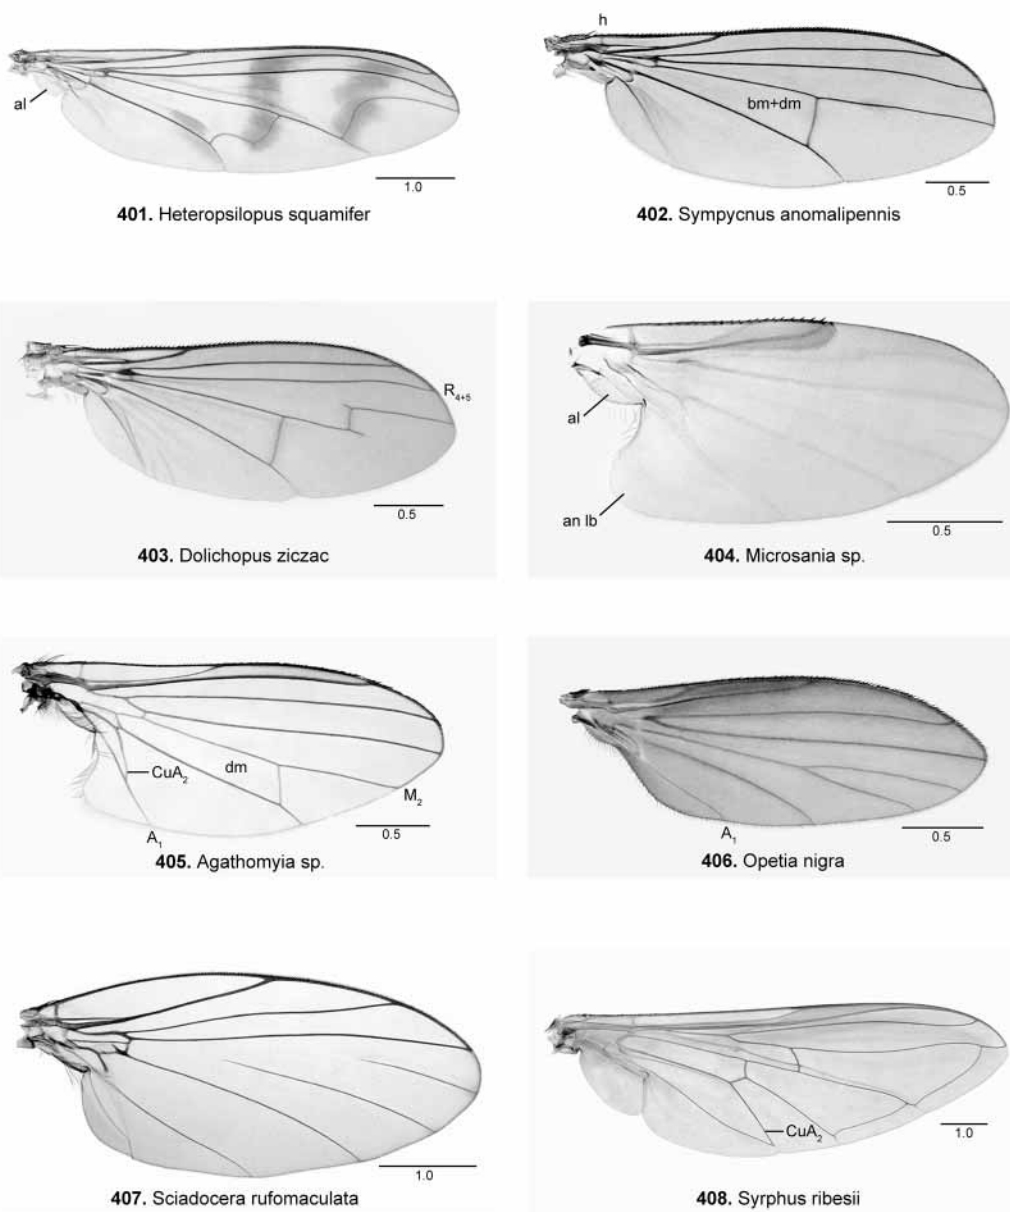 al
1.0
401. Heteropsilopus squamifer
h
bm+dm
0.5
402. Sympycnus anomalipennis
R4+5
0.5
403. Dolichopus ziczac
al
an lb
0.5
404. Microsania sp.
CuA2
dm
M2
A1
0.5
405. Agathomyia sp.
A1
0.5
406. Opetia nigra
1.0
407. Sciadocera rufomaculata
CuA2
1.0
408. Syrphus ribesii